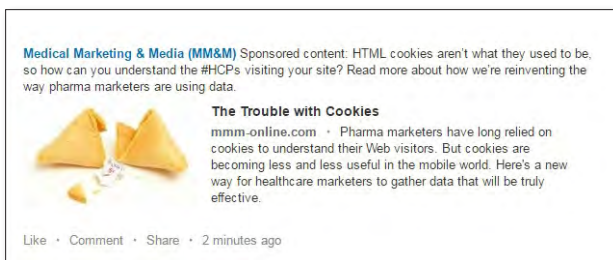 Medical Marketing & Media (MM&M) Sponsored content: HTML cookies aren't what they used to be,
so how can you understand the #HCPs visiting your site? Read more about how we're reinventing the
way pharma marketers are using data.
The Trouble with Cookies
mmm-online.com · Pharma marketers have long relied on
cookies to understand their Web visitors. But cookies are
becoming less and less useful in the mobile world. Here's a new
way for healthcare marketers to gather data that will be truly
effective.
Like · Comment · Share · 2 minutes ago